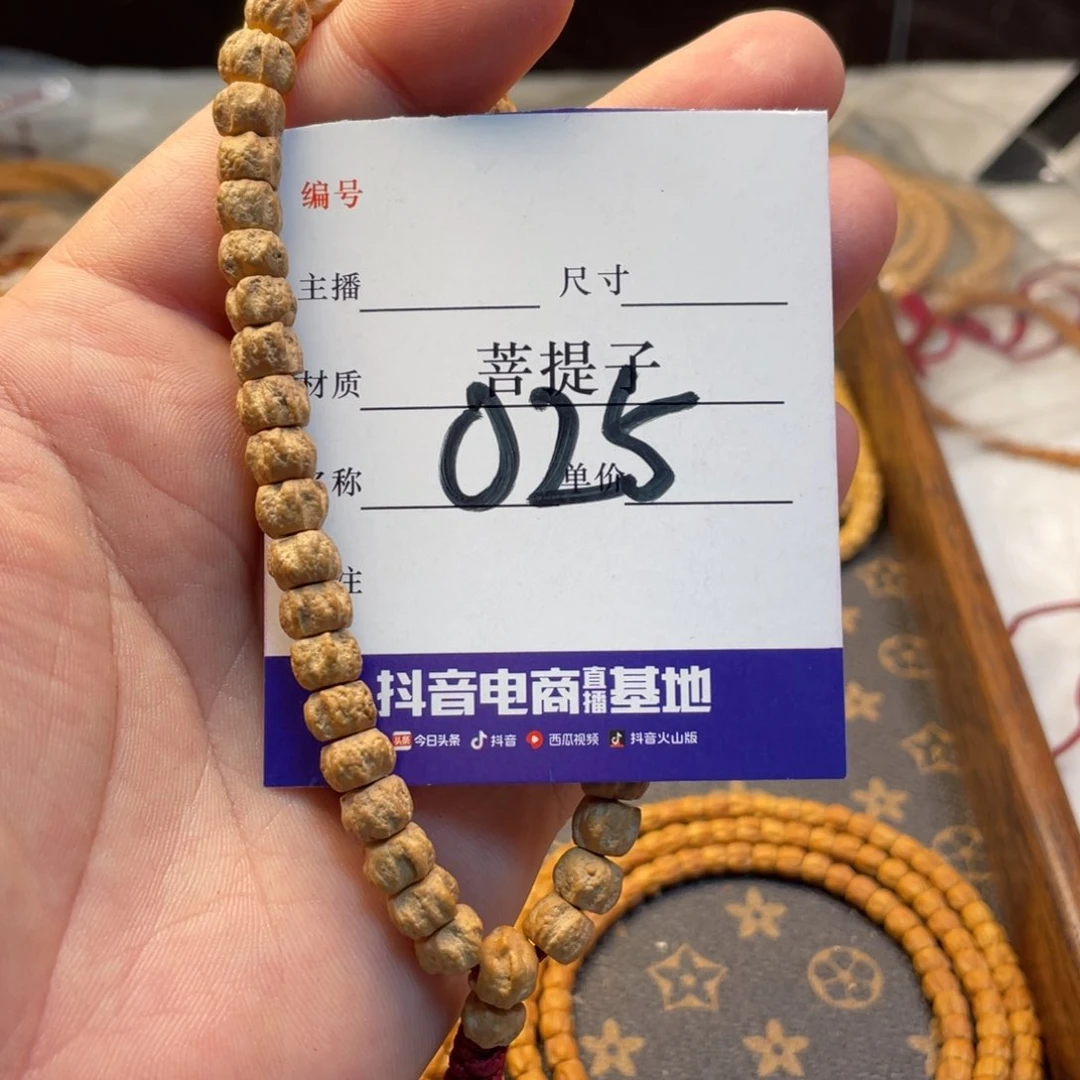 编号
主播 尺寸
材质 菩提子
称 单价
025
注
抖音电商直播基地
头条 今日头条 抖音 西瓜视频 抖音火山版